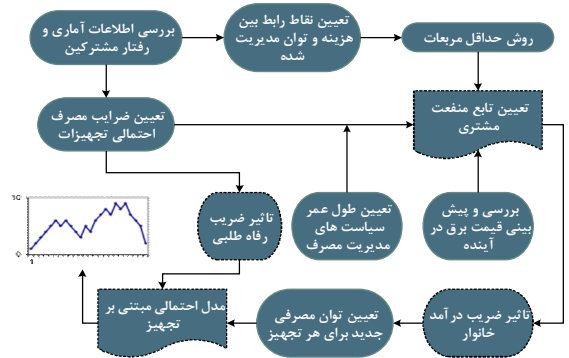 بررسی اطلاعات آماری و
رفتار مشترکین
تعیین نقاط رابط بین
هزینه و توان مدیریت
شده
روش حداقل مربعات
تعیین ضرایب مصرف
احتمالی تجهیزات
تعیین تابع منفعت
مشتری
تاثیر ضریب
رفاه طلبی
تعیین طول عمر
سیاست های
مدیریت مصرف
بررسی و پیش
بینی قیمت برق در
آینده
1
مدل احتمالی مبتنی بر
تجهیز
تعیین توان مصرفی
جدید برای هر تجهیز
تاثیر ضریب درآمد
خانوار